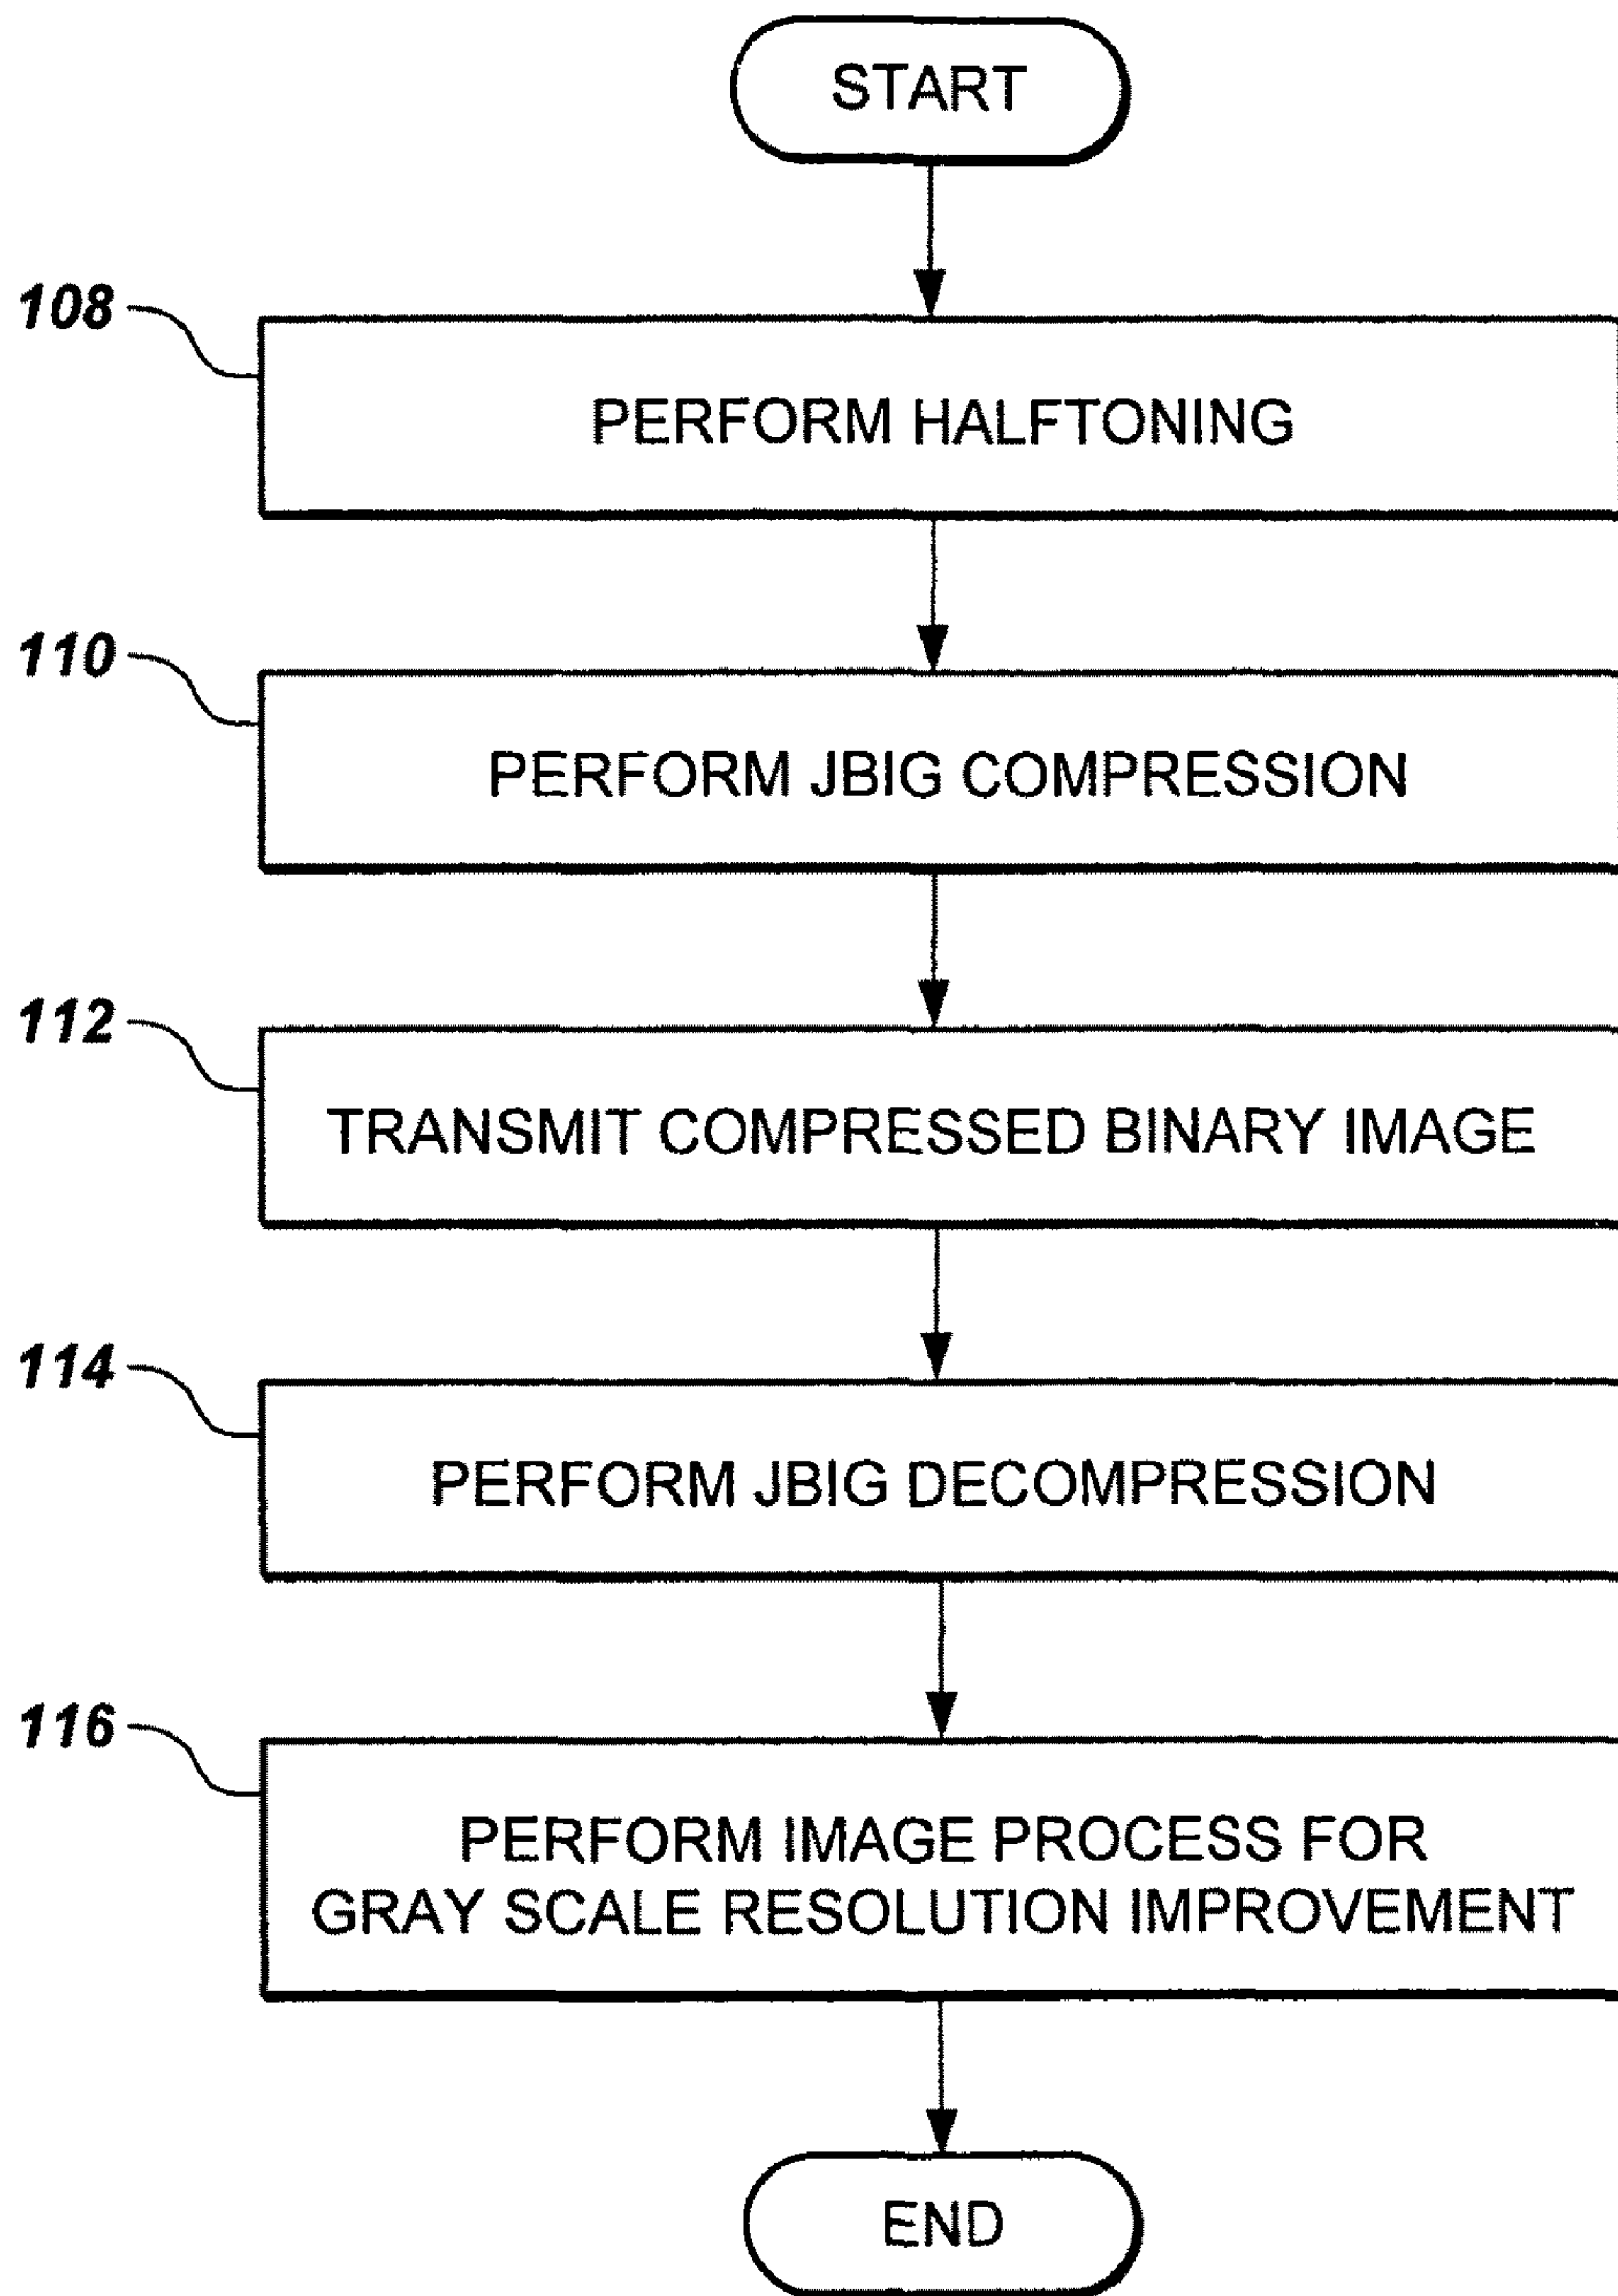 START
108
PERFORM HALFTONING
110
PERFORM JBIG COMPRESSION
112
TRANSMIT COMPRESSED BINARY IMAGE
114
PERFORM JBIG DECOMPRESSION
116
PERFORM IMAGE PROCESS FOR
GRAY SCALE RESOLUTION IMPROVEMENT
END